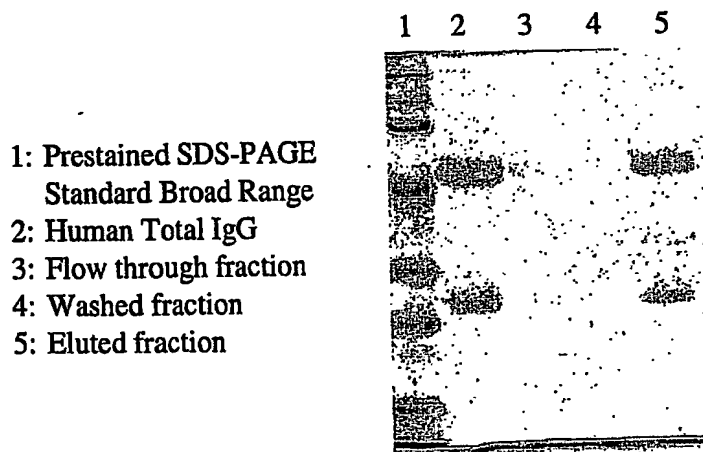 1 2 3 4 5
1: Prestained SDS-PAGE
Standard Broad Range
2: Human Total IgG
3: Flow through fraction
4: Washed fraction
5: Eluted fraction